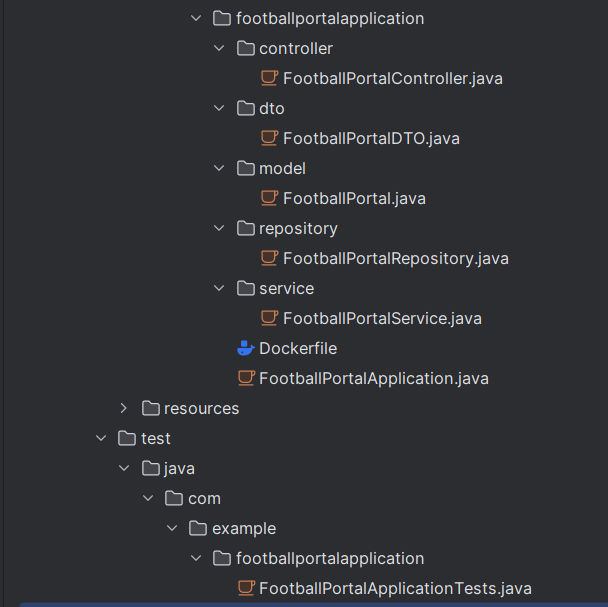 footballportalapplication
controller
FootballPortalController.java
dto
FootballPortalDTO.java
model
FootballPortal.java
repository
FootballPortalRepository.java
service
FootballPortalService.java
Dockerfile
FootballPortalApplication.java
resources
test
java
com
example
footballportalapplication
FootballPortalApplicationTests.java